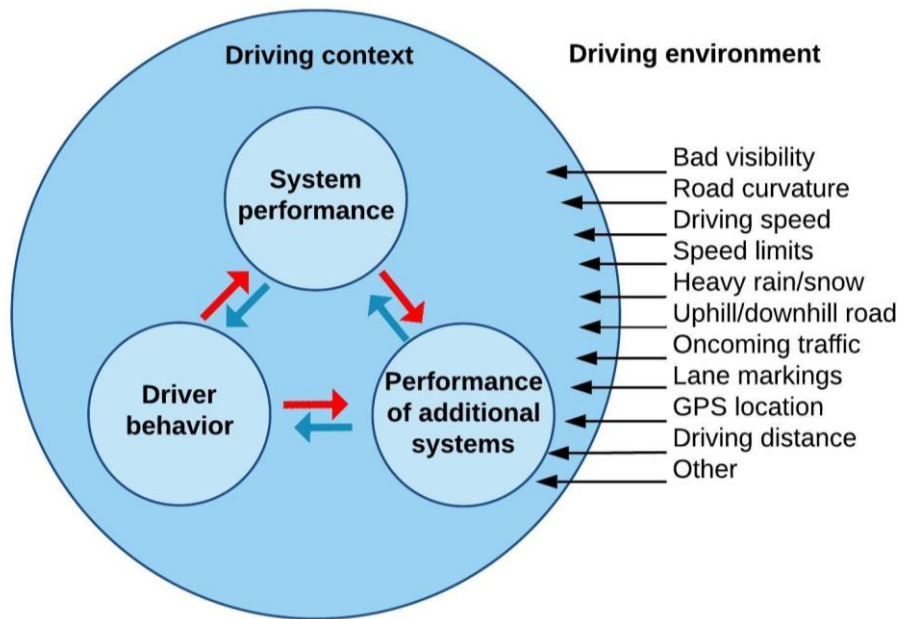 Driving context
Driving environment
System
performance
Driver
behavior
Performance
of additional
systems
Bad visibility
Road curvature
Driving speed
Speed limits
Heavy rain/snow
Uphill/downhill road
Oncoming traffic
Lane markings
GPS location
Driving distance
Other